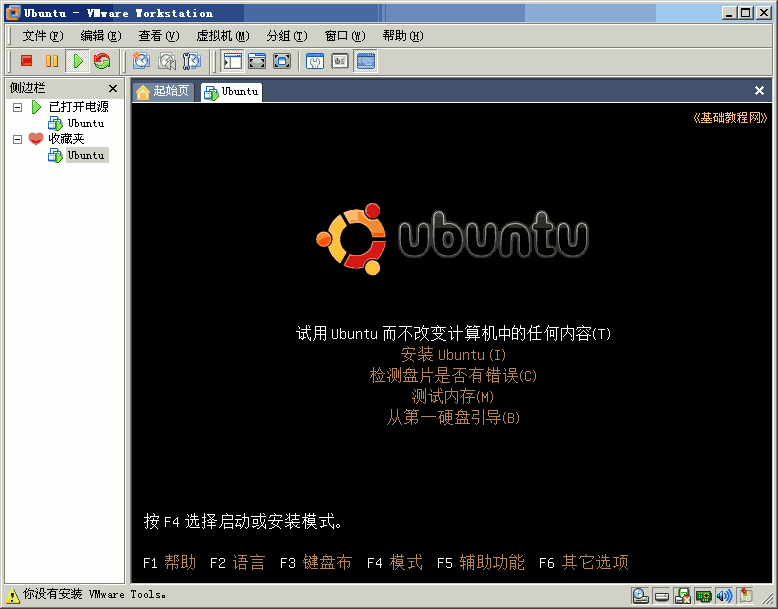 Ubuntu - VMware Workstation
文件(F) 编辑(E) 查看(V) 虚拟机(M) 分组(T) 窗口(W) 帮助(H)
侧边栏
起始页 Ubuntu
已打开电源
Ubuntu
收藏夹
Ubuntu
《基础教程网》
ubuntu
试用 Ubuntu 而不改变计算机中的任何内容(T)
安装 Ubuntu (I)
检测盘片是否有错误(C)
测试内存(M)
从第一硬盘引导(B)
按 F4 选择启动或安装模式。
F1 帮助 F2 语言 F3 键盘布 F4 模式 F5 辅助功能 F6 其它选项
你没有安装 VMware Tools。